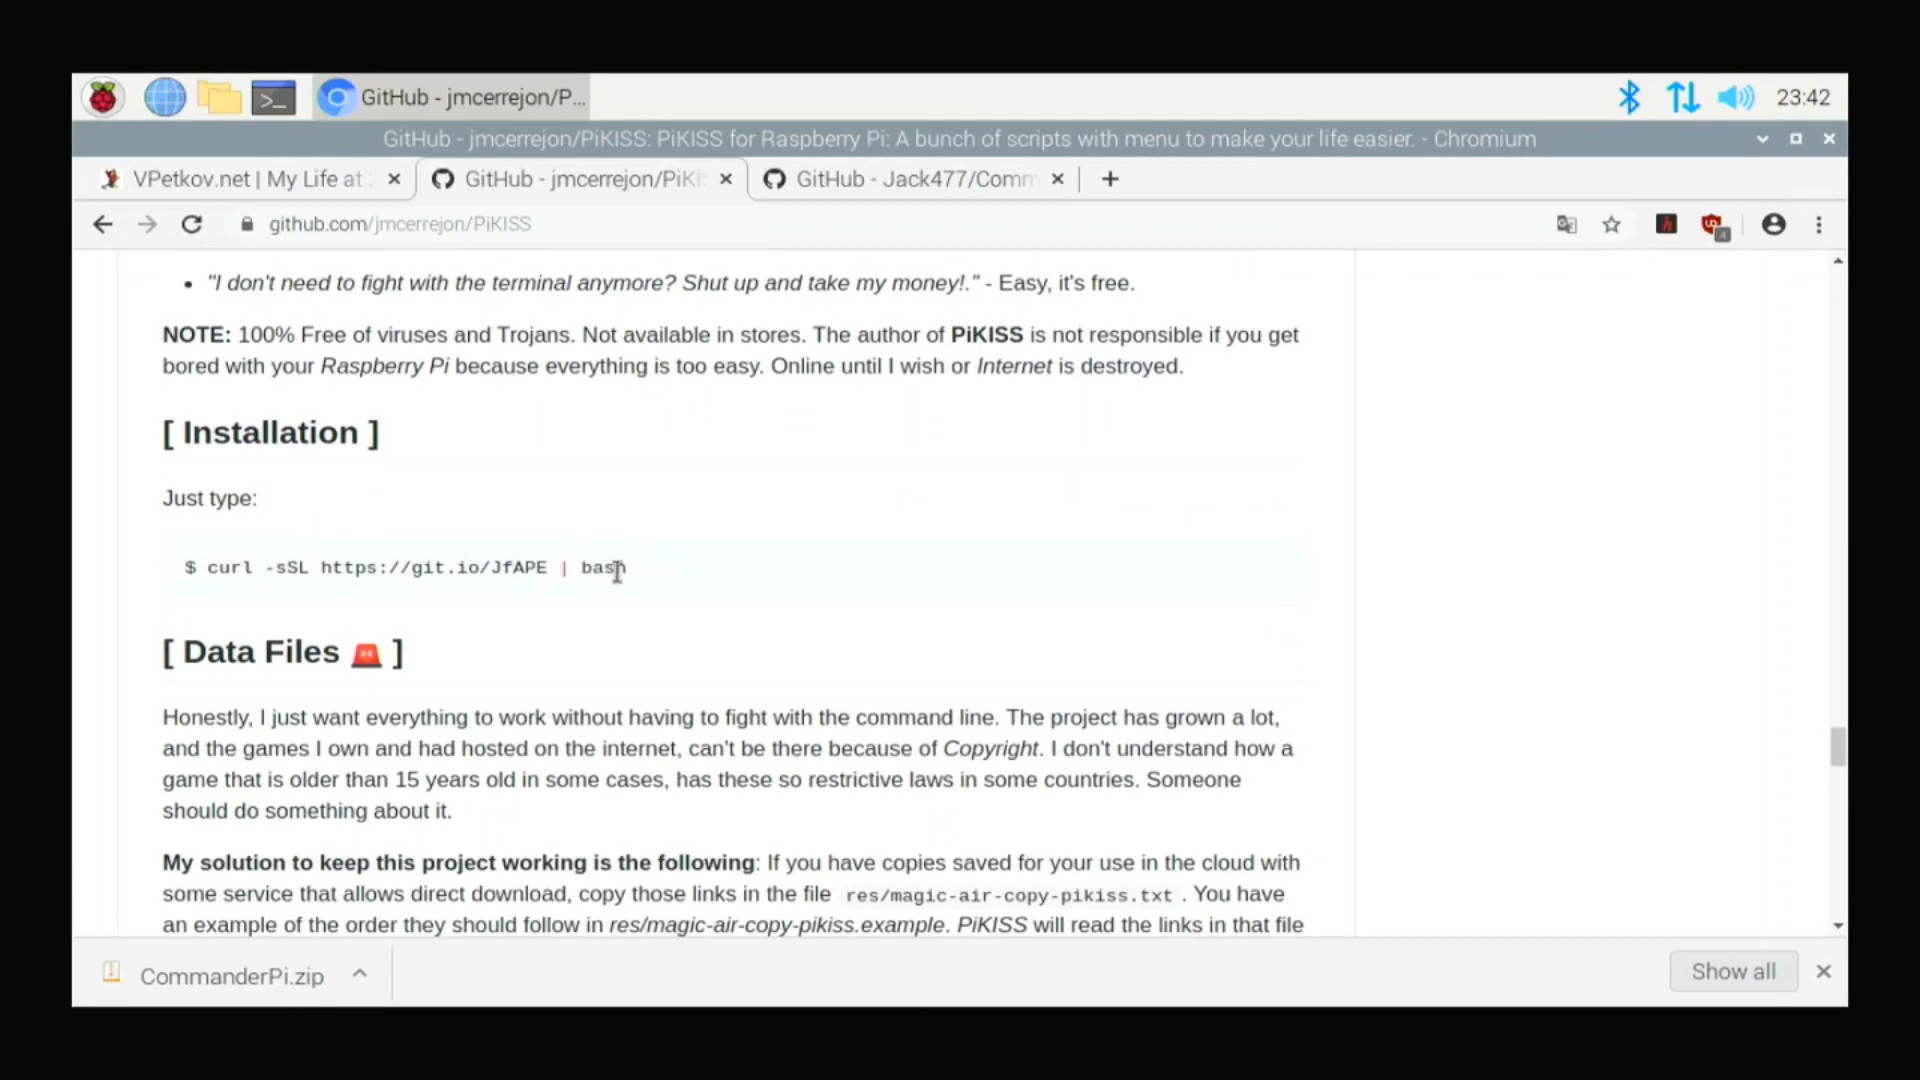 GitHub - jmcerrejon/P...
23:42
GitHub - jmcerrejon/PiKISS: PiKISS for Raspberry Pi: A bunch of scripts with menu to make your life easier. - Chromium
VPetkov.net | My Life at
GitHub - jmcerrejon/PiKI
GitHub - Jack477/Comm
github.com/jmcerrejon/PiKISS
4
• "I don't need to fight with the terminal anymore? Shut up and take my money!." - Easy, it's free.
NOTE: 100% Free of viruses and Trojans. Not available in stores. The author of PiKISS is not responsible if you get
bored with your Raspberry Pi because everything is too easy. Online until I wish or Internet is destroyed.
[ Installation ]
Just type:
$ curl -sSL https://git.io/JfAPE | bash
[ Data Files 🚨 ]
Honestly, I just want everything to work without having to fight with the command line. The project has grown a lot,
and the games I own and had hosted on the internet, can't be there because of Copyright. I don't understand how a
game that is older than 15 years old in some cases, has these so restrictive laws in some countries. Someone
should do something about it.
My solution to keep this project working is the following: If you have copies saved for your use in the cloud with
some service that allows direct download, copy those links in the file res/magic-air-copy-pikiss.txt . You have
an example of the order they should follow in res/magic-air-copy-pikiss.example. PiKISS will read the links in that file
CommanderPi.zip
Show all